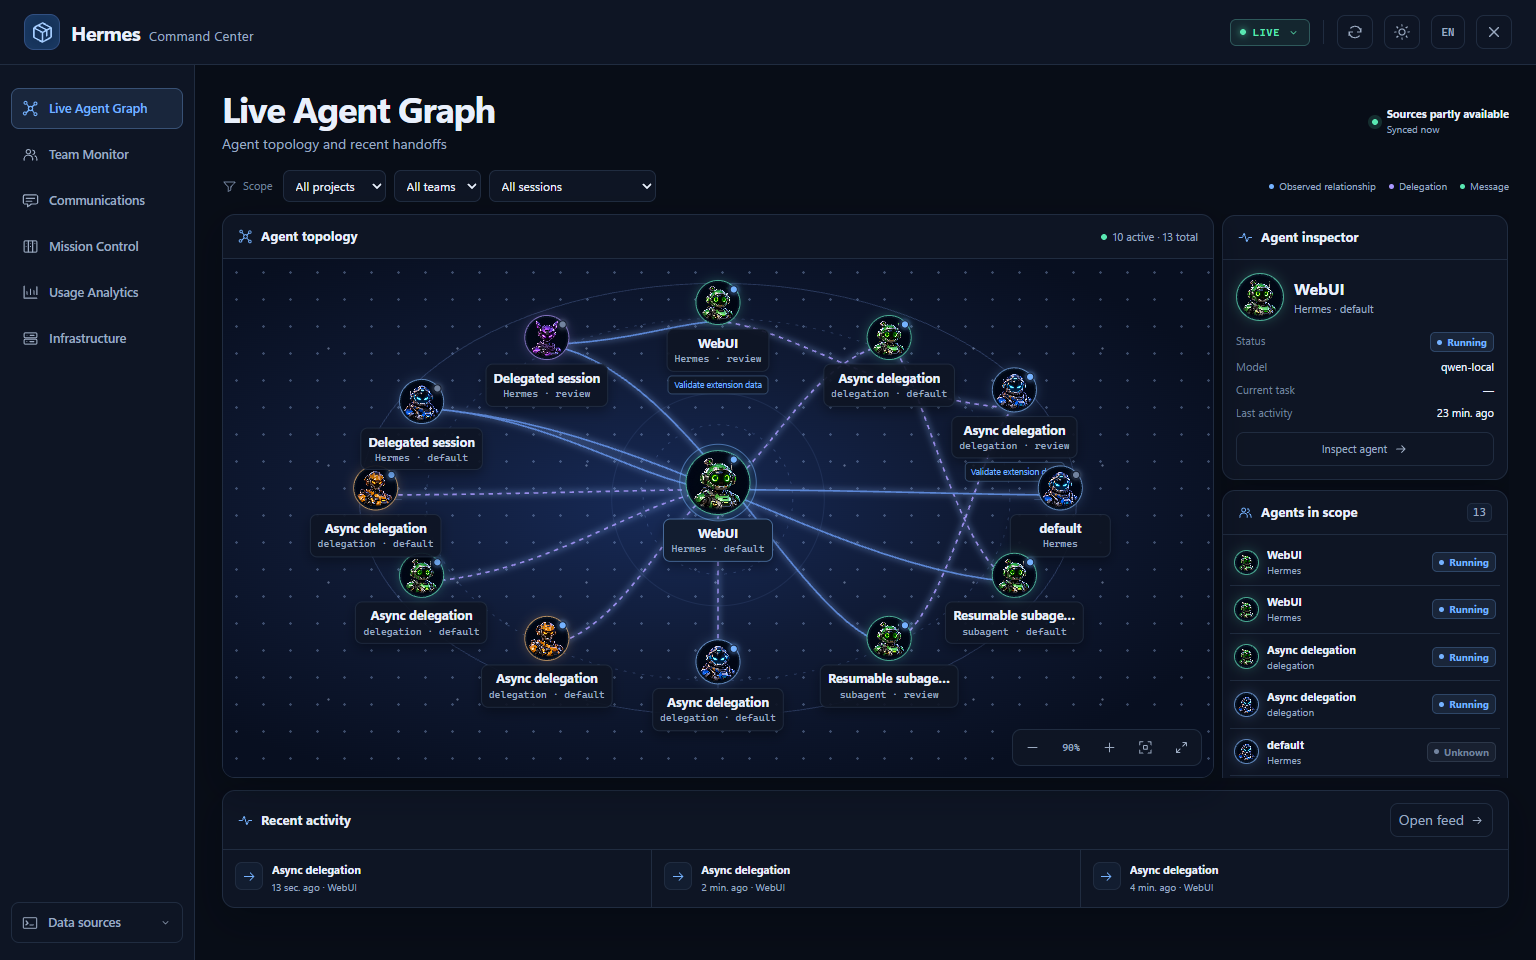 Hermes Command Center
LIVE
EN
Live Agent Graph
Team Monitor
Communications
Mission Control
Usage Analytics
Infrastructure
Data sources
Live Agent Graph
Agent topology and recent handoffs
Sources partly available
Synced now
Scope
All projects
All teams
All sessions
Observed relationship
Delegation
Message
Agent topology
10 active · 13 total
WebUI
Hermes · review
Validate extension data
Delegated session
Hermes · review
Async delegation
delegation · default
Delegated session
Hermes · default
Async delegation
delegation · review
Validate extension d
Async delegation
delegation · default
WebUI
Hermes · default
default
Hermes
Async delegation
delegation · default
Resumable subage...
subagent · default
Async delegation
delegation · default
Async delegation
delegation · default
Resumable subage...
subagent · review
90%
Agent inspector
WebUI
Hermes · default
Status
Running
Model
qwen-local
Current task
—
Last activity
23 min. ago
Inspect agent →
Agents in scope
13
WebUI
Hermes
Running
WebUI
Hermes
Running
Async delegation
delegation
Running
Async delegation
delegation
Running
default
Hermes
Unknown
Recent activity
Open feed →
Async delegation
13 sec. ago · WebUI
Async delegation
2 min. ago · WebUI
Async delegation
4 min. ago · WebUI